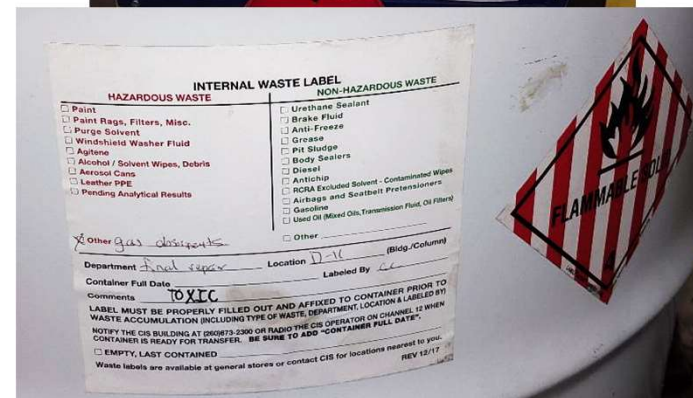 INTERNAL WASTE LABEL
HAZARDOUS WASTE
Paint
Paint Rags, Filters, Misc.
Purge Solvent
Windshield Washer Fluid
Agitene
Alcohol / Solvent Wipes, Debris
Aerosol Cans
Leather PPE
Pending Analytical Results
Other gas absorpents
NON-HAZARDOUS WASTE
Urethane Sealant
Brake Fluid
Anti-Freeze
Grease
Pit Sludge
Body Sealers
Diesel
Antichip
RCRA Excluded Solvent - Contaminated Wipes
Airbags and Seatbelt Pretensioners
Gasoline
Used Oil (Mixed Oils, Transmission Fluid, Oil Filters)
Other
Department final repair Location (Bldg./Column)
Container Full Date Labeled By
Comments TOXIC
LABEL MUST BE PROPERLY FILLED OUT AND AFFIXED TO CONTAINER PRIOR TO
WASTE ACCUMULATION (INCLUDING TYPE OF WASTE, DEPARTMENT, LOCATION & LABELED BY)
NOTIFY THE CIS BUILDING AT (260)673-2300 OR RADIO THE CIS OPERATOR ON CHANNEL 12 WHEN
CONTAINER IS READY FOR TRANSFER. BE SURE TO ADD "CONTAINER FULL DATE".
EMPTY, LAST CONTAINED
Waste labels are available at general stores or contact CIS for locations nearest to you.
REV 12/17
FLAMMABLE SOLID
4